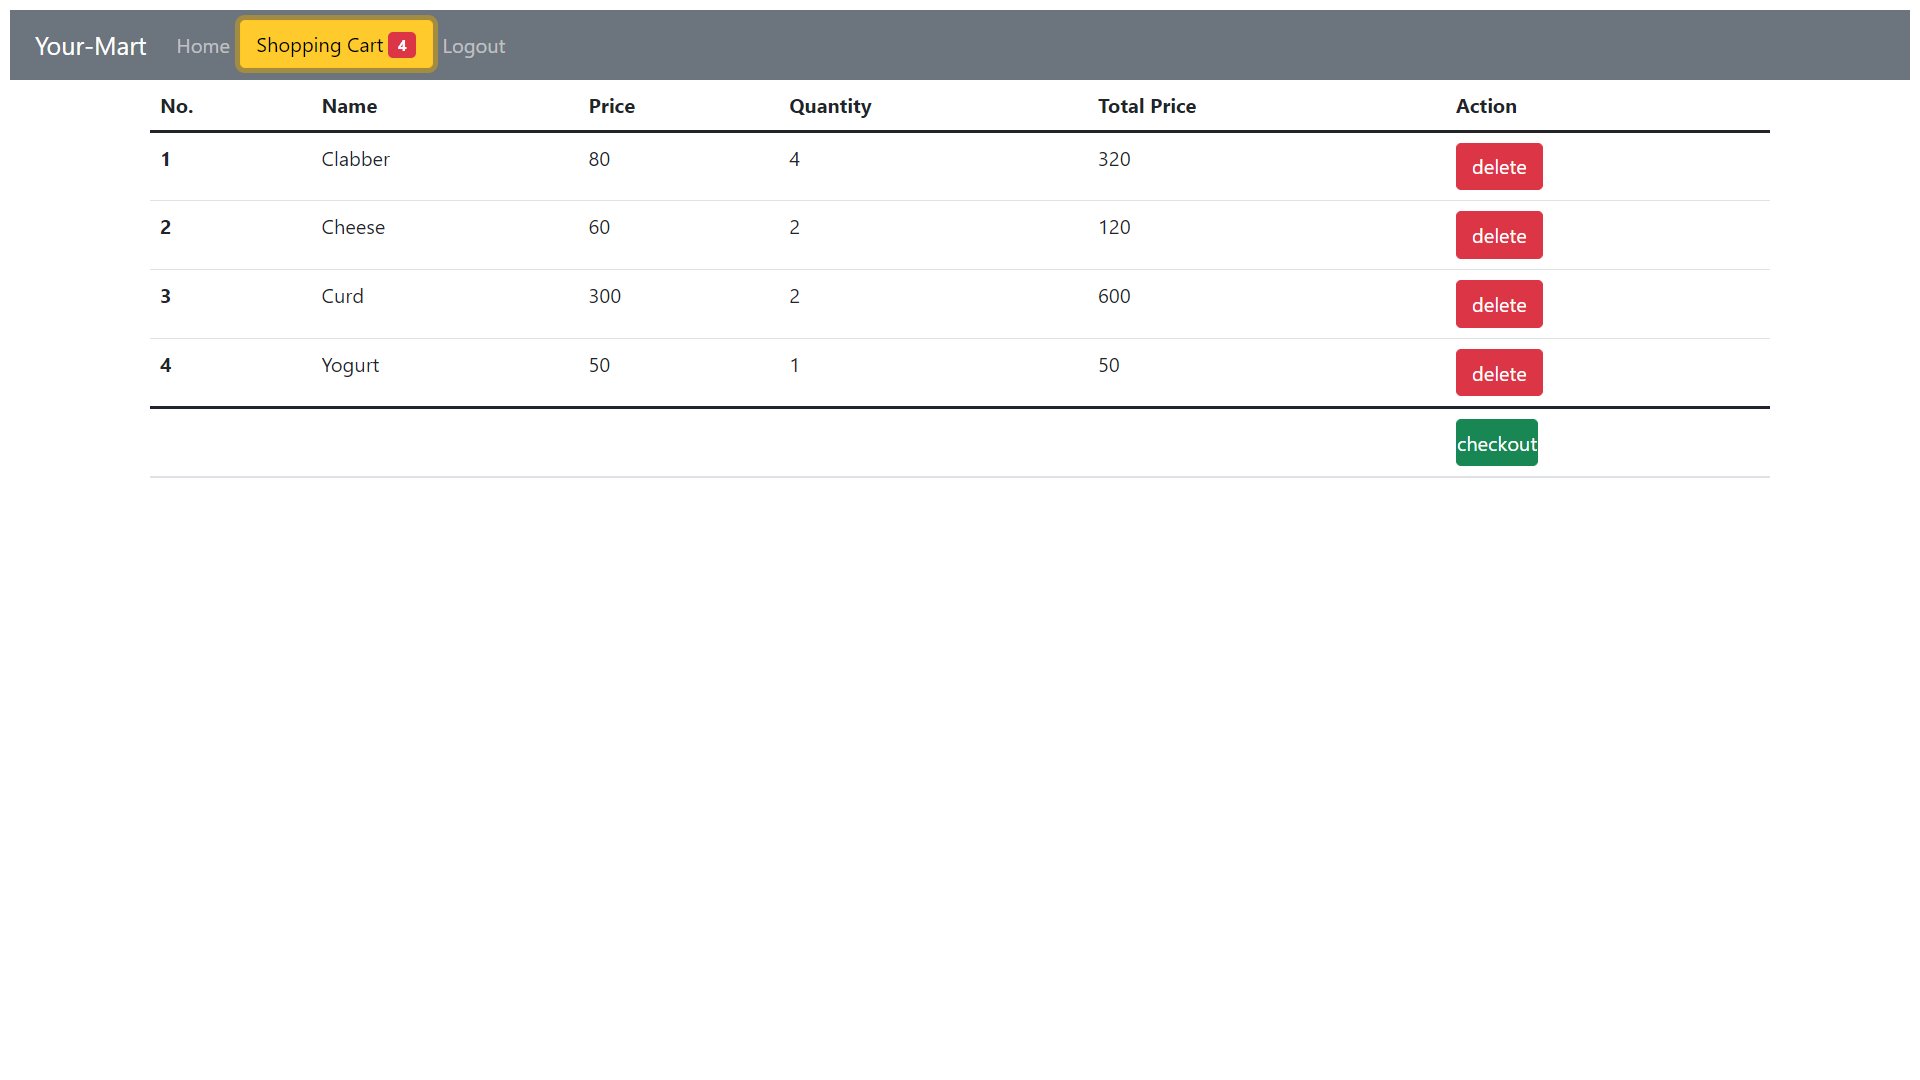 Your-Mart Home Shopping Cart 4 Logout
No. Name Price Quantity Total Price Action
1 Clabber 80 4 320 delete
2 Cheese 60 2 120 delete
3 Curd 300 2 600 delete
4 Yogurt 50 1 50 delete
checkout